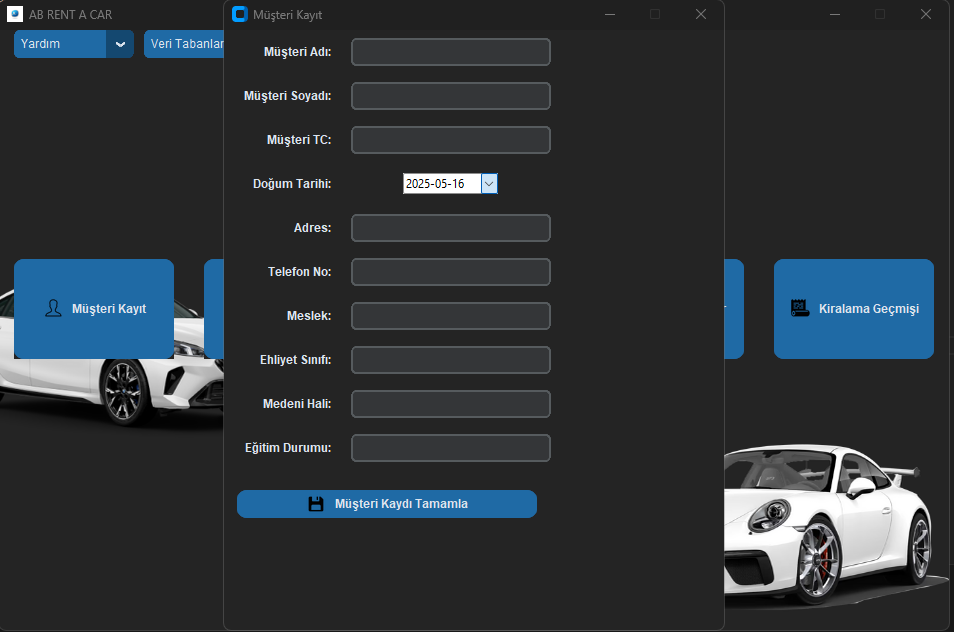 AB RENT A CAR
Müşteri Kayıt
Yardım
Veri Tabanlar
Müşteri Adı:
Müşteri Soyadı:
Müşteri TC:
Doğum Tarihi:
2025-05-16
Adres:
Telefon No:
Müşteri Kayıt
Kiralama Geçmişi
Meslek:
Ehliyet Sınıfı:
Medeni Hali:
Eğitim Durumu:
Müşteri Kaydı Tamamla